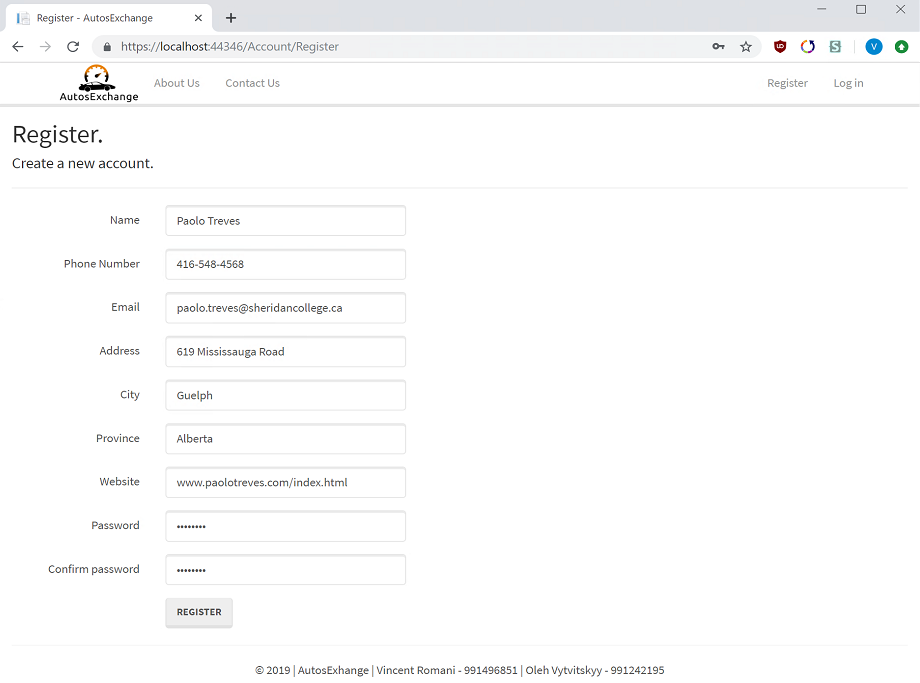 Register - AutosExchange
https://localhost:44346/Account/Register
V
AutosExchange
About Us
Contact Us
Register
Log in
Register.
Create a new account.
Name
Paolo Treves
Phone Number
416-548-4568
Email
paolo.treves@sheridancollege.ca
Address
619 Mississauga Road
City
Guelph
Province
Alberta
Website
www.paolotreves.com/index.html
Password
••••••••
Confirm password
••••••••
REGISTER
© 2019 | AutosExhange | Vincent Romani - 991496851 | Oleh Vytvitskyy - 991242195